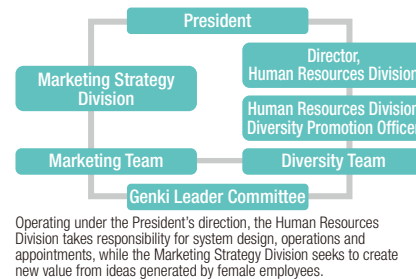 President
Director,
Human Resources Division
Marketing Strategy
Division
Human Resources Division
Diversity Promotion Officer
Marketing Team
Diversity Team
Genki Leader Committee
Operating under the President's direction, the Human Resources
Division takes responsibility for system design, operations and
appointments, while the Marketing Strategy Division seeks to create
new value from ideas generated by female employees.